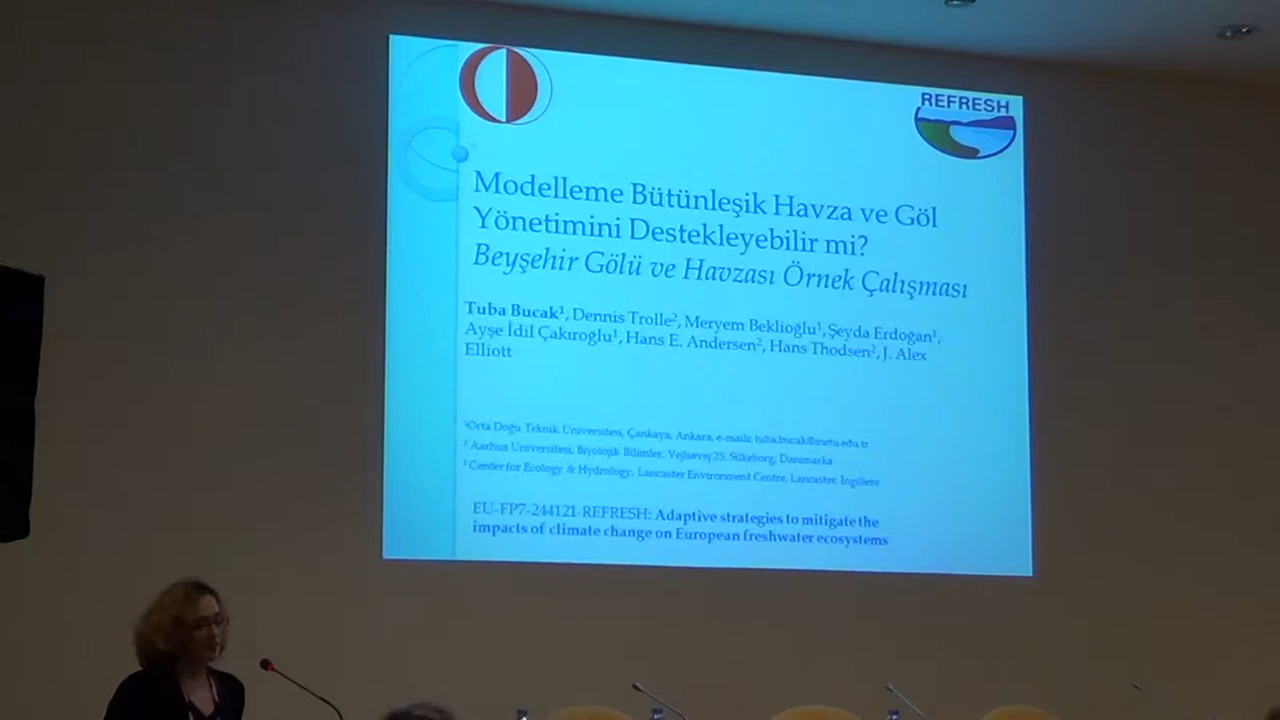 REFRESH
Modelleme Bütünleşik Havza ve Göl
Yönetimini Destekleyebilir mi?
Beyşehir Gölü ve Havzası Örnek Çalışması
Tuba Bucak¹, Dennis Trolle², Meryem Beklioğlu¹, Şeyda Erdoğan¹,
Ayşe İdil Çakıroğlu¹, Hans E. Andersen², Hans Thodsen², J. Alex
Elliott
¹Orta Doğu Teknik Üniversitesi, Çankaya, Ankara, e-mail: tuba.bucak@metu.edu.tr
² Aarhus Üniversitesi, Biyolojik Bilimler, Vejlsøvej 25, Silkeborg, Danimarka
³ Center for Ecology & Hydrology, Lancaster Environment Centre, Lancaster, İngiltere
EU-FP7-244121-REFRESH: Adaptive strategies to mitigate the
impacts of climate change on European freshwater ecosystems